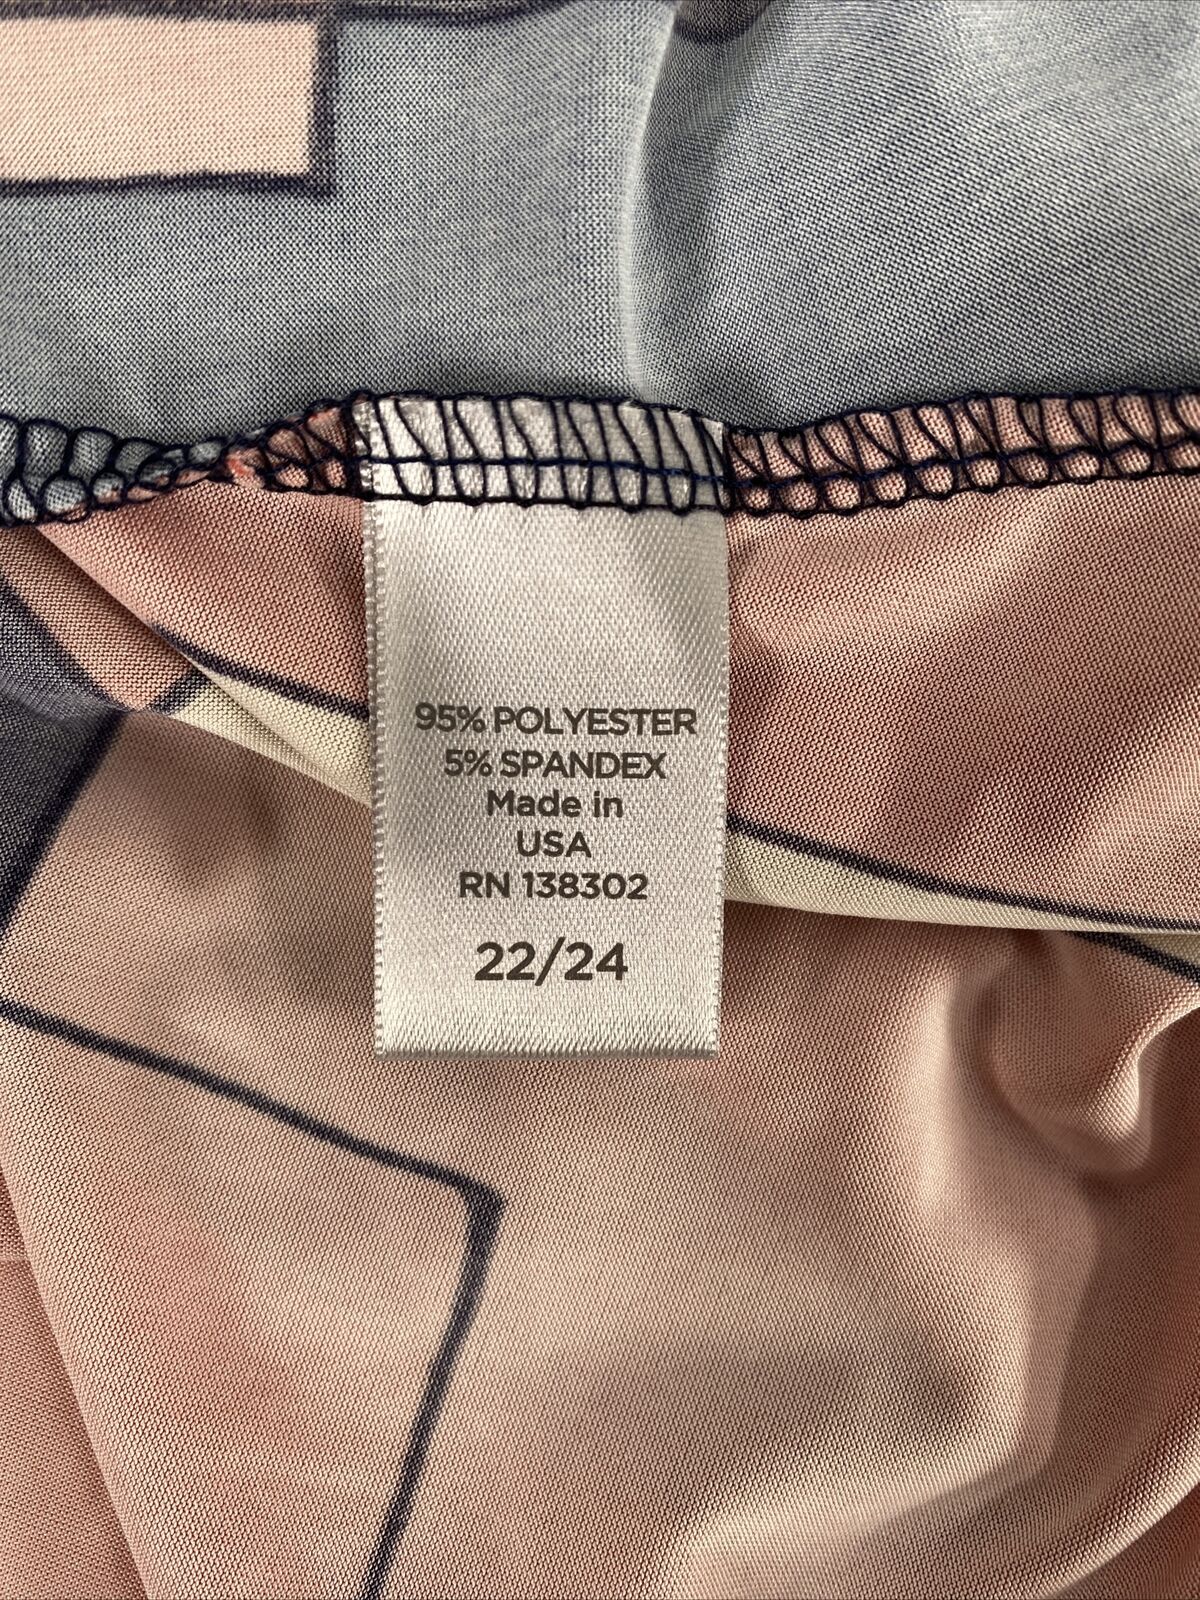 95% POLYESTER
5% SPANDEX
Made in
USA
RN 138302
22/24